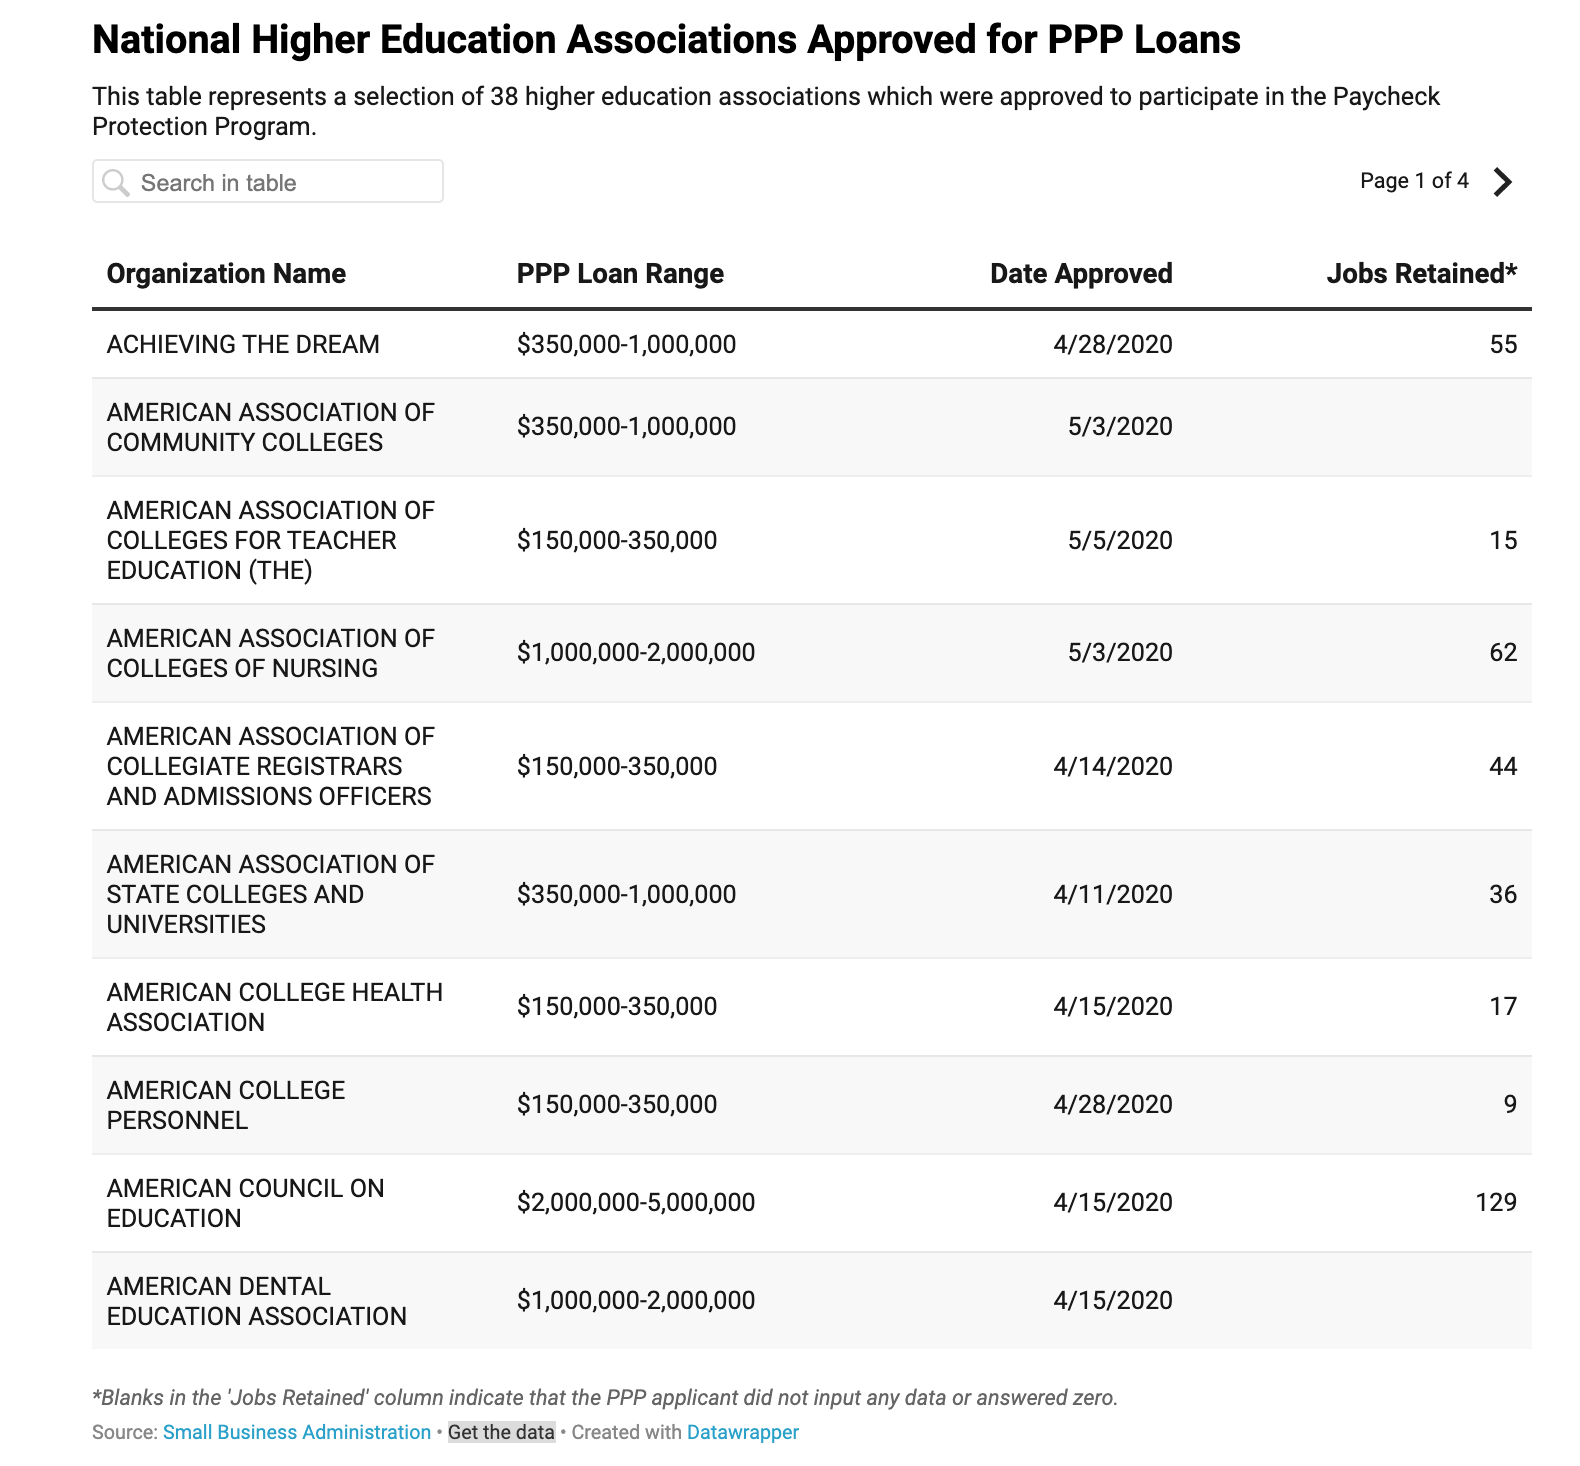 National Higher Education Associations Approved for PPP Loans
This table represents a selection of 38 higher education associations which were approved to participate in the Paycheck
Protection Program.
Search in table
Page 1 of 4
Organization Name PPP Loan Range Date Approved Jobs Retained*
ACHIEVING THE DREAM $350,000-1,000,000 4/28/2020 55
AMERICAN ASSOCIATION OF
COMMUNITY COLLEGES
$350,000-1,000,000 5/3/2020
AMERICAN ASSOCIATION OF
COLLEGES FOR TEACHER
EDUCATION (THE)
$150,000-350,000 5/5/2020 15
AMERICAN ASSOCIATION OF
COLLEGES OF NURSING
$1,000,000-2,000,000 5/3/2020 62
AMERICAN ASSOCIATION OF
COLLEGIATE REGISTRARS
AND ADMISSIONS OFFICERS
$150,000-350,000 4/14/2020 44
AMERICAN ASSOCIATION OF
STATE COLLEGES AND
UNIVERSITIES
$350,000-1,000,000 4/11/2020 36
AMERICAN COLLEGE HEALTH
ASSOCIATION
$150,000-350,000 4/15/2020 17
AMERICAN COLLEGE
PERSONNEL
$150,000-350,000 4/28/2020 9
AMERICAN COUNCIL ON
EDUCATION
$2,000,000-5,000,000 4/15/2020 129
AMERICAN DENTAL
EDUCATION ASSOCIATION
$1,000,000-2,000,000 4/15/2020
*Blanks in the 'Jobs Retained' column indicate that the PPP applicant did not input any data or answered zero.
Source: Small Business Administration • Get the data • Created with Datawrapper